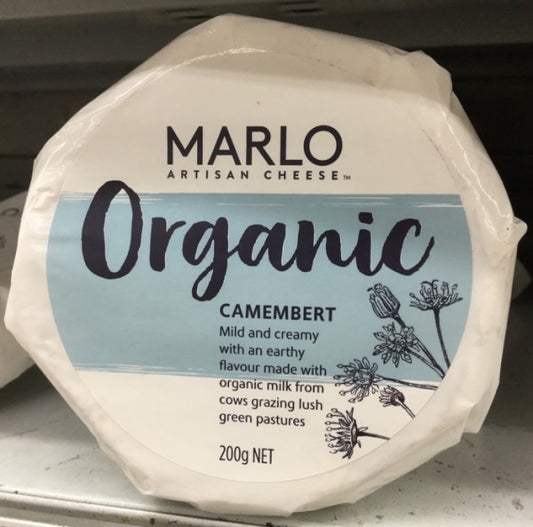 MARLO
ARTISAN CHEESE™
Organic
CAMEMBERT
Mild and creamy
with an earthy
flavour made with
organic milk from
cows grazing lush
green pastures
200g NET